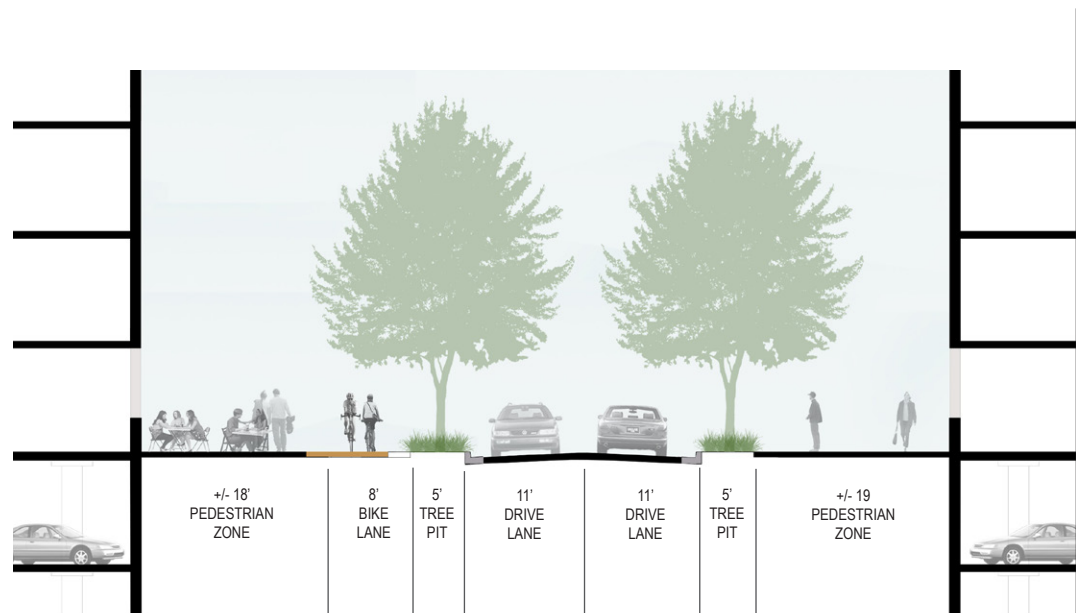 +/- 18’
PEDESTRIAN
ZONE
8’
BIKE
LANE
5’
TREE
PIT
11’
DRIVE
LANE
11’
DRIVE
LANE
5’
TREE
PIT
+/- 19
PEDESTRIAN
ZONE